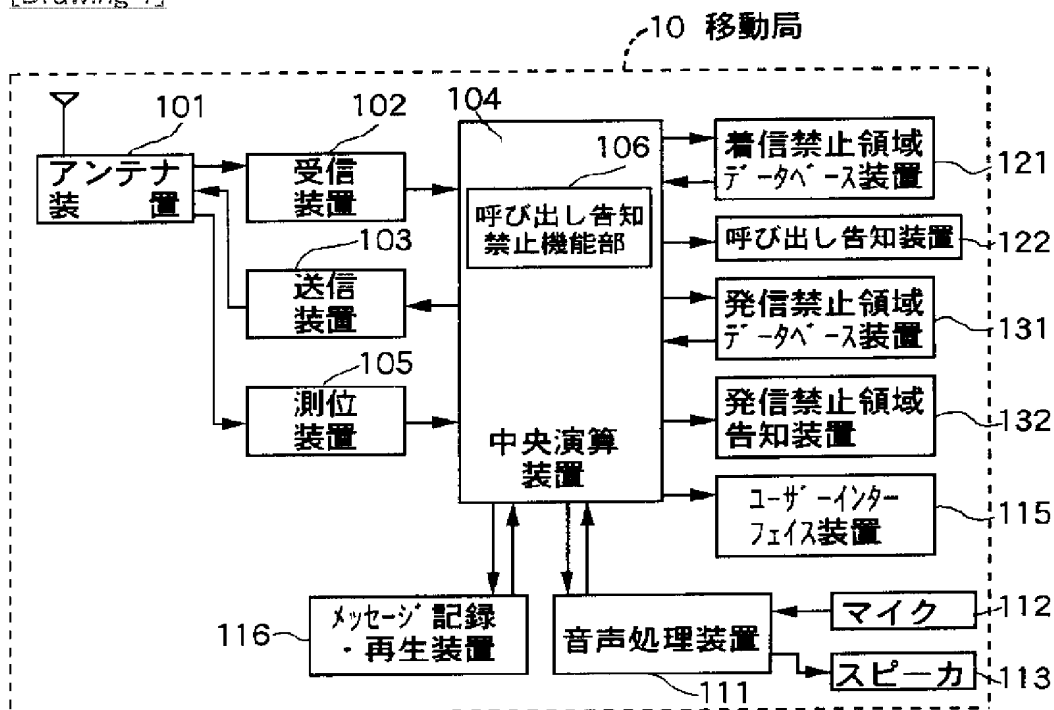 [Drawing 1]
10 移動局
101
アンテナ
装置
102
受信
装置
103
送信
装置
105
測位
装置
104
106
呼び出し告知
禁止機能部
中央演算
装置
着信禁止領域
データベース装置
121
呼び出し告知装置
122
発信禁止領域
データベース装置
131
発信禁止領域
告知装置
132
ユーザーインター
フェイス装置
115
メッセージ記録
・再生装置
116
音声処理装置
111
マイク
112
スピーカ
113